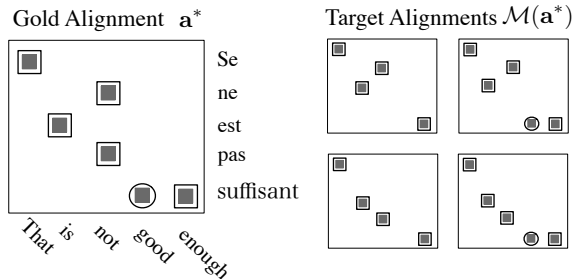 Gold Alignment a*
Target Alignments M(a*)
Se
ne
est
pas
suffisant
That is not good enough